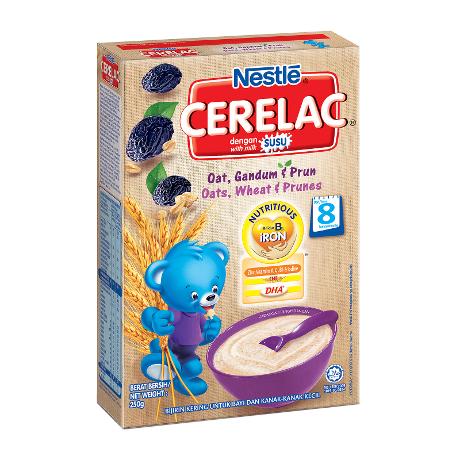 Nestlé
CERELAC®
dengan
with milk
SUSU
Oat, Gandum & Prun
Oats, Wheat & Prunes
NUTRITIOUS
IRON
DHA
8
BERAT BERSIH/
NET WEIGHT:
250g
BIJIRIN KERING UNTUK BAYI DAN KANAK-KANAK KECIL